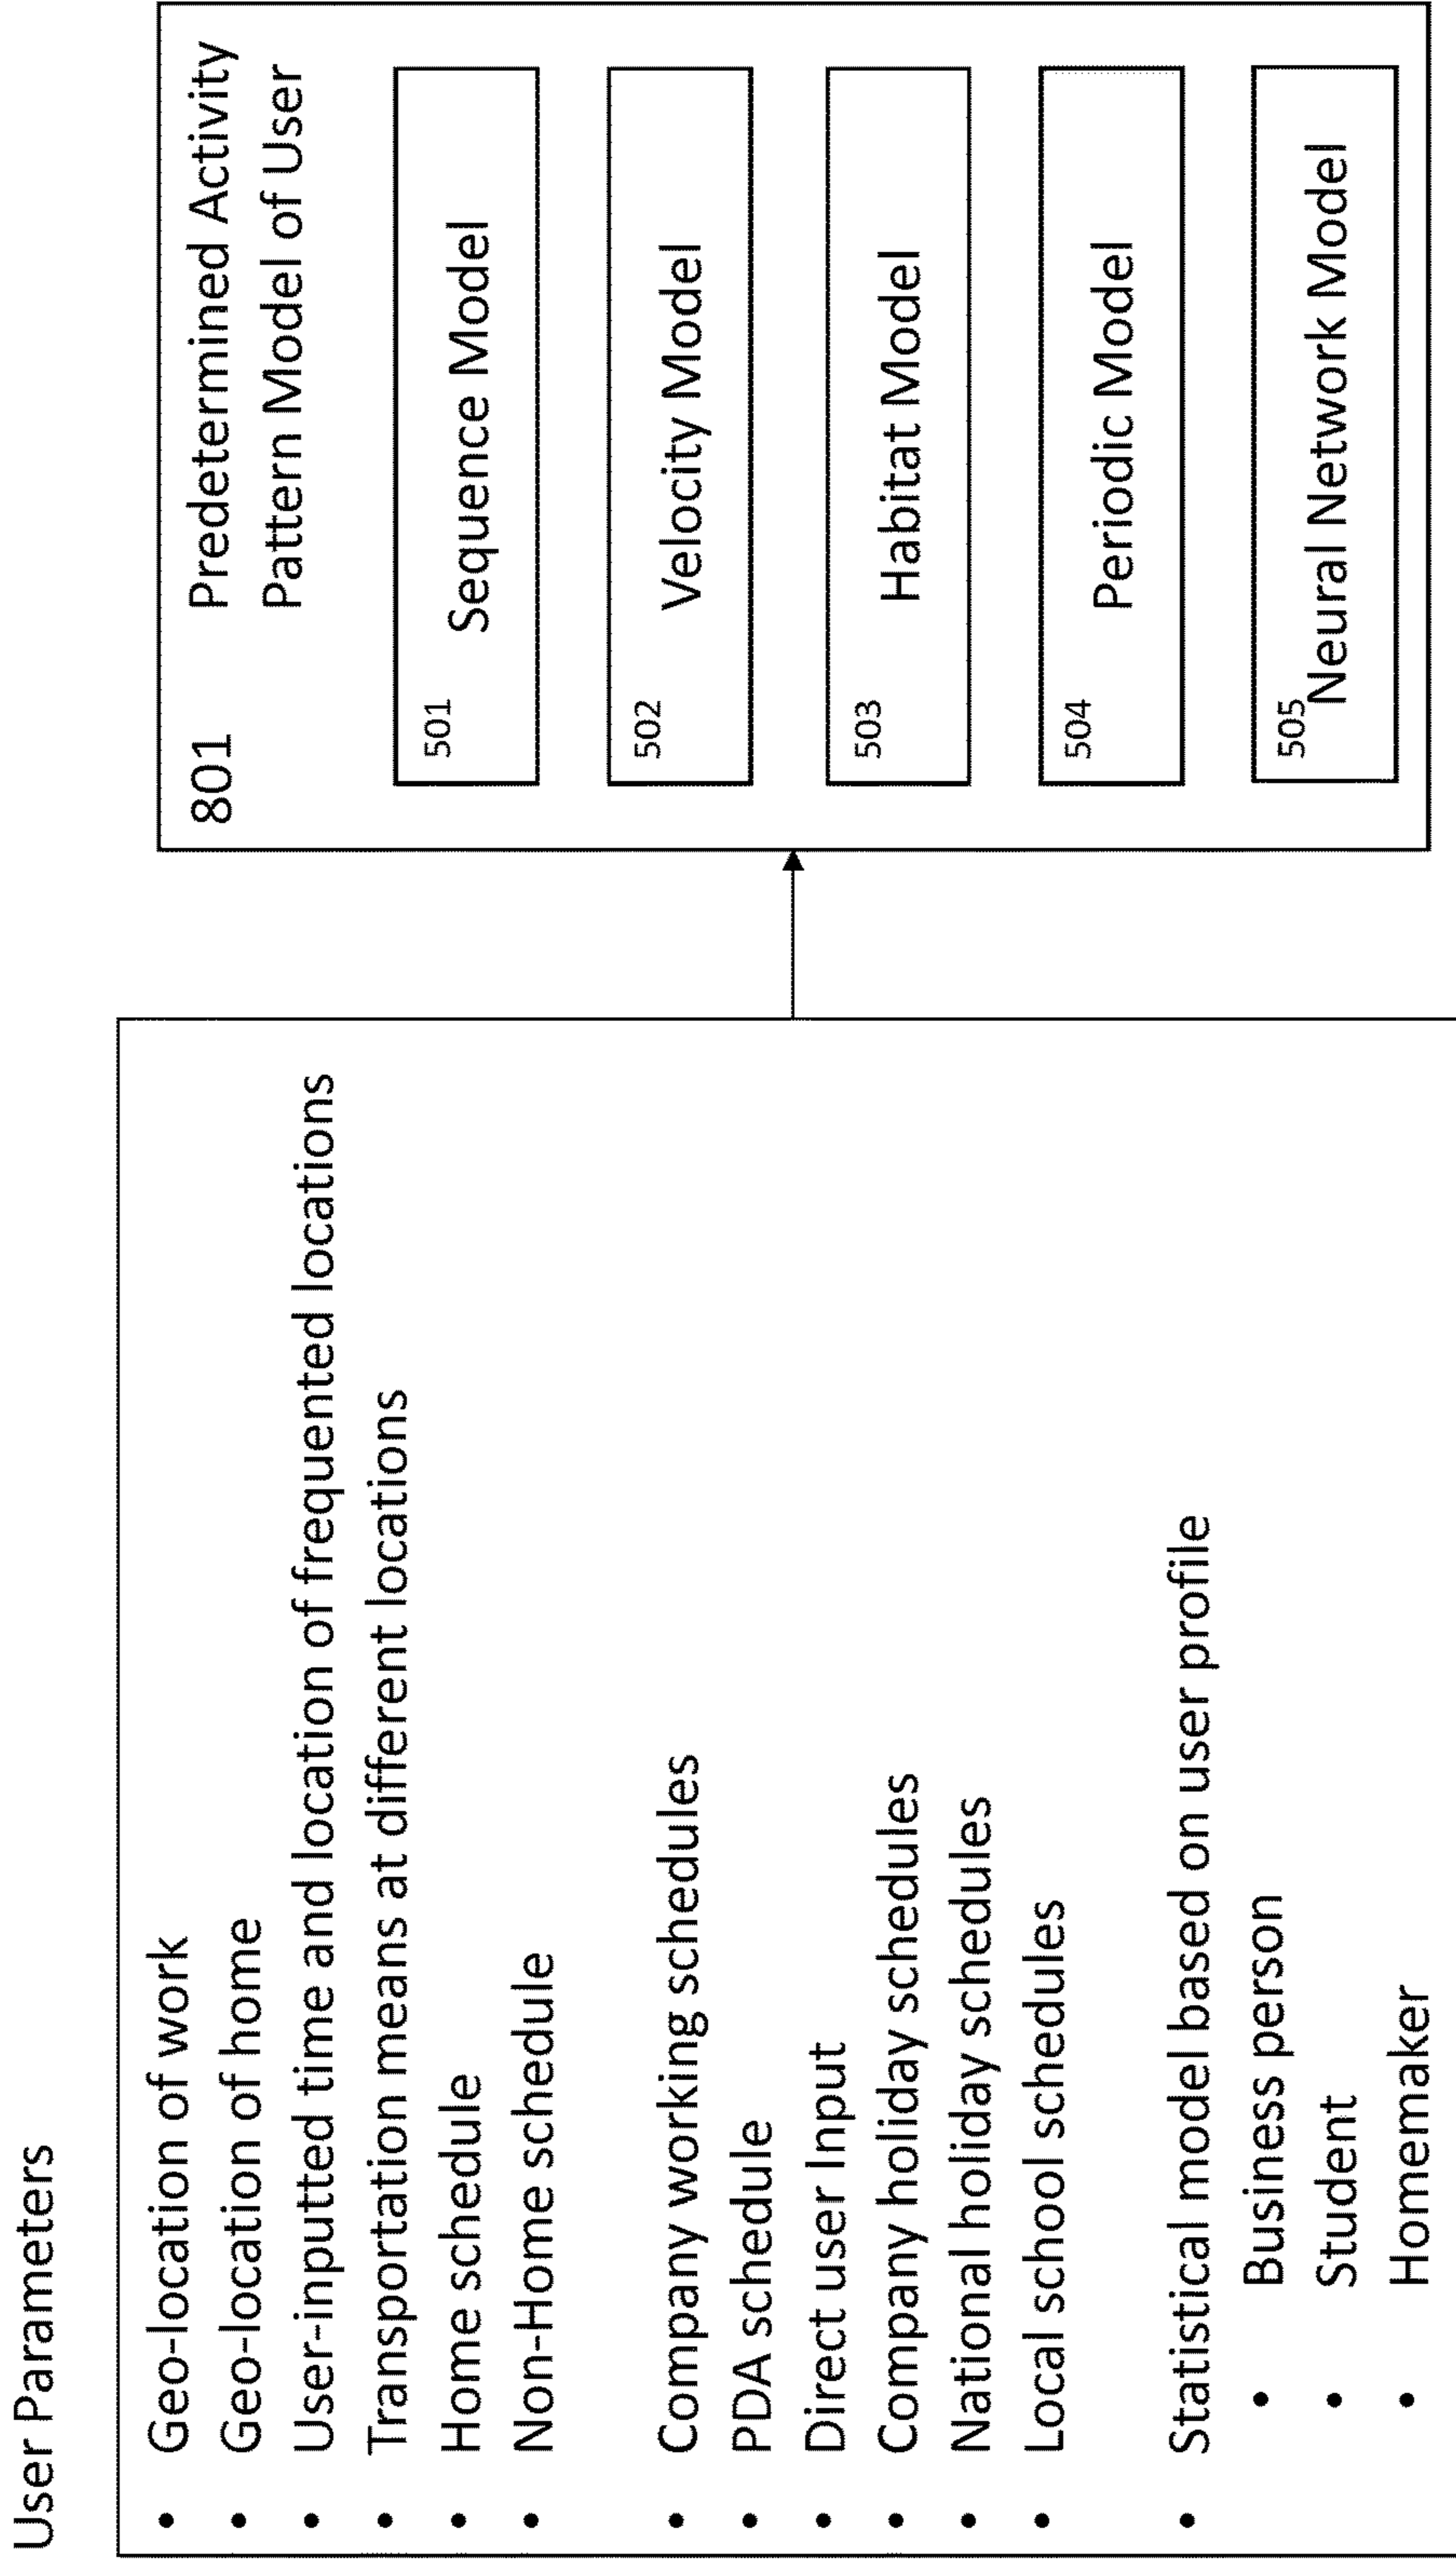 User Parameters
• Geo-location of work
• Geo-location of home
• User-inputted time and location of frequented locations
• Transportation means at different locations
• Home schedule
• Non-Home schedule
• Company working schedules
• PDA schedule
• Direct user Input
• Company holiday schedules
• National holiday schedules
• Local school schedules
• Statistical model based on user profile
• Business person
• Student
• Homemaker
801 Predetermined Activity
Pattern Model of User
501
Sequence Model
502
Velocity Model
503
Habitat Model
504
Periodic Model
505
Neural Network Model